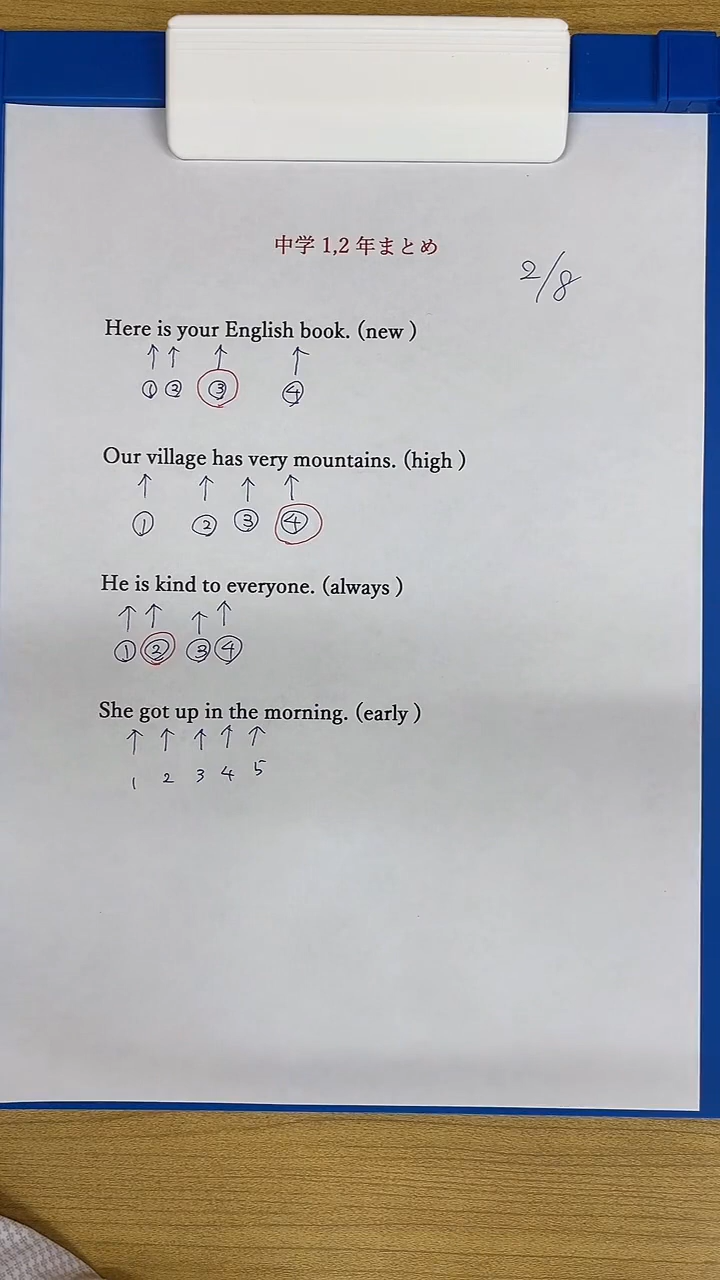 中学 1,2 年まとめ
2/8
Here is your English book. (new )
↑ ↑ ↑ ↑
① ② ③ ④
Our village has very mountains. (high )
↑ ↑ ↑ ↑
① ② ③ ④
He is kind to everyone. (always )
↑ ↑ ↑ ↑
① ② ③ ④
She got up in the morning. (early )
↑ ↑ ↑ ↑ ↑
1 2 3 4 5